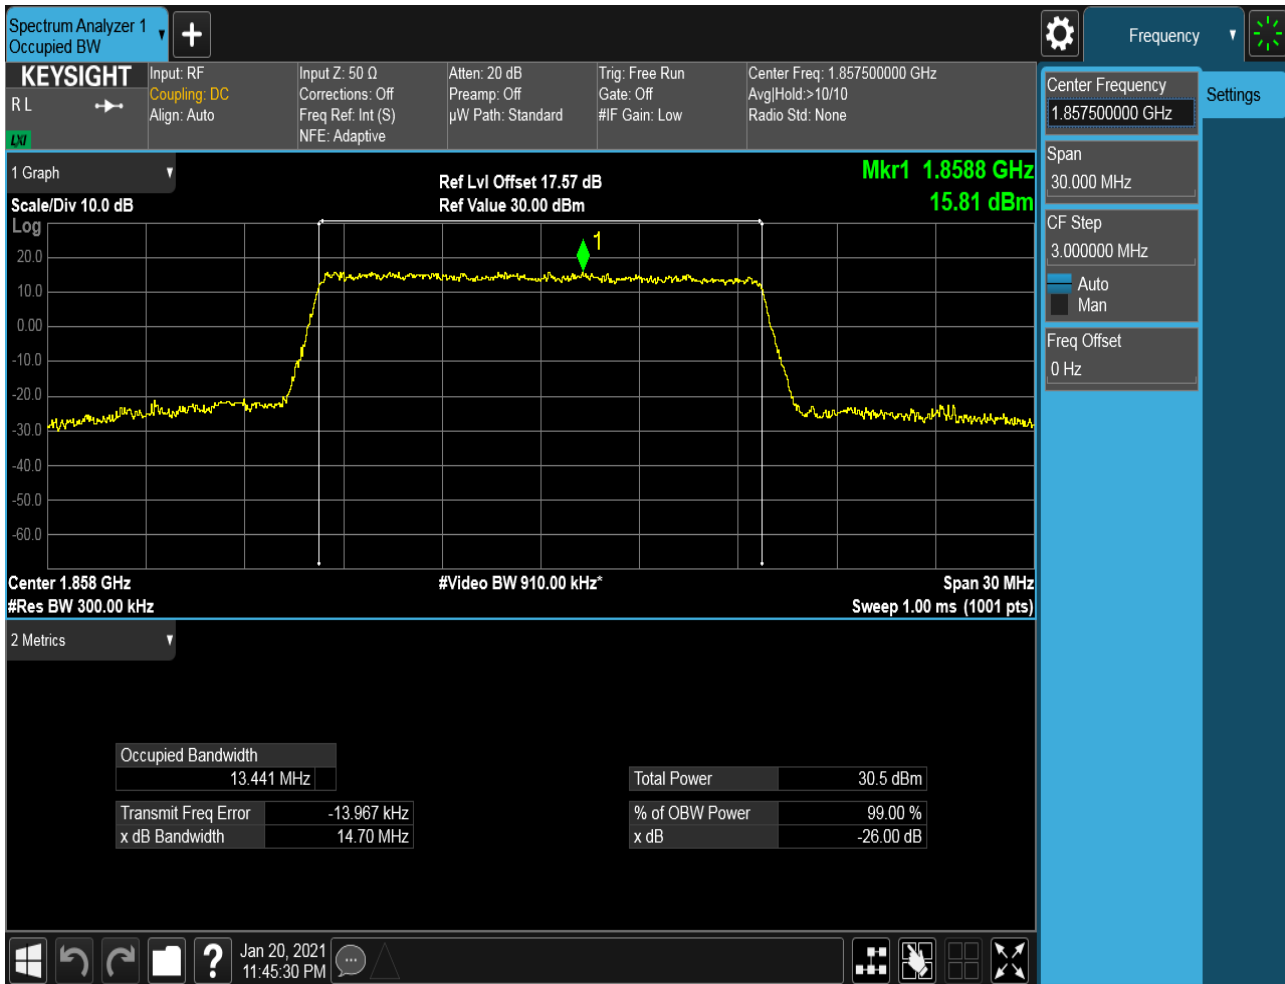 Spectrum Analyzer 1
Occupied BW
+
Frequency
KEYSIGHT
R L
LXI
Input: RF
Coupling: DC
Align: Auto
Input Z: 50 Ω
Corrections: Off
Freq Ref: Int (S)
NFE: Adaptive
Atten: 20 dB
Preamp: Off
µW Path: Standard
Trig: Free Run
Gate: Off
#IF Gain: Low
Center Freq: 1.857500000 GHz
Avg|Hold:>10/10
Radio Std: None
Center Frequency
1.857500000 GHz
Settings
Span
30.000 MHz
CF Step
3.000000 MHz
Auto
Man
Freq Offset
0 Hz
1 Graph
Ref Lvl Offset 17.57 dB
Mkr1 1.8588 GHz
Scale/Div 10.0 dB
Ref Value 30.00 dBm
15.81 dBm
Log
1
20.0
10.0
0.00
-10.0
-20.0
-30.0
-40.0
-50.0
-60.0
Center 1.858 GHz
#Video BW 910.00 kHz*
Span 30 MHz
#Res BW 300.00 kHz
Sweep 1.00 ms (1001 pts)
2 Metrics
Occupied Bandwidth
13.441 MHz
Total Power 30.5 dBm
Transmit Freq Error -13.967 kHz
% of OBW Power 99.00 %
x dB Bandwidth 14.70 MHz
x dB -26.00 dB
?
Jan 20, 2021
11:45:30 PM